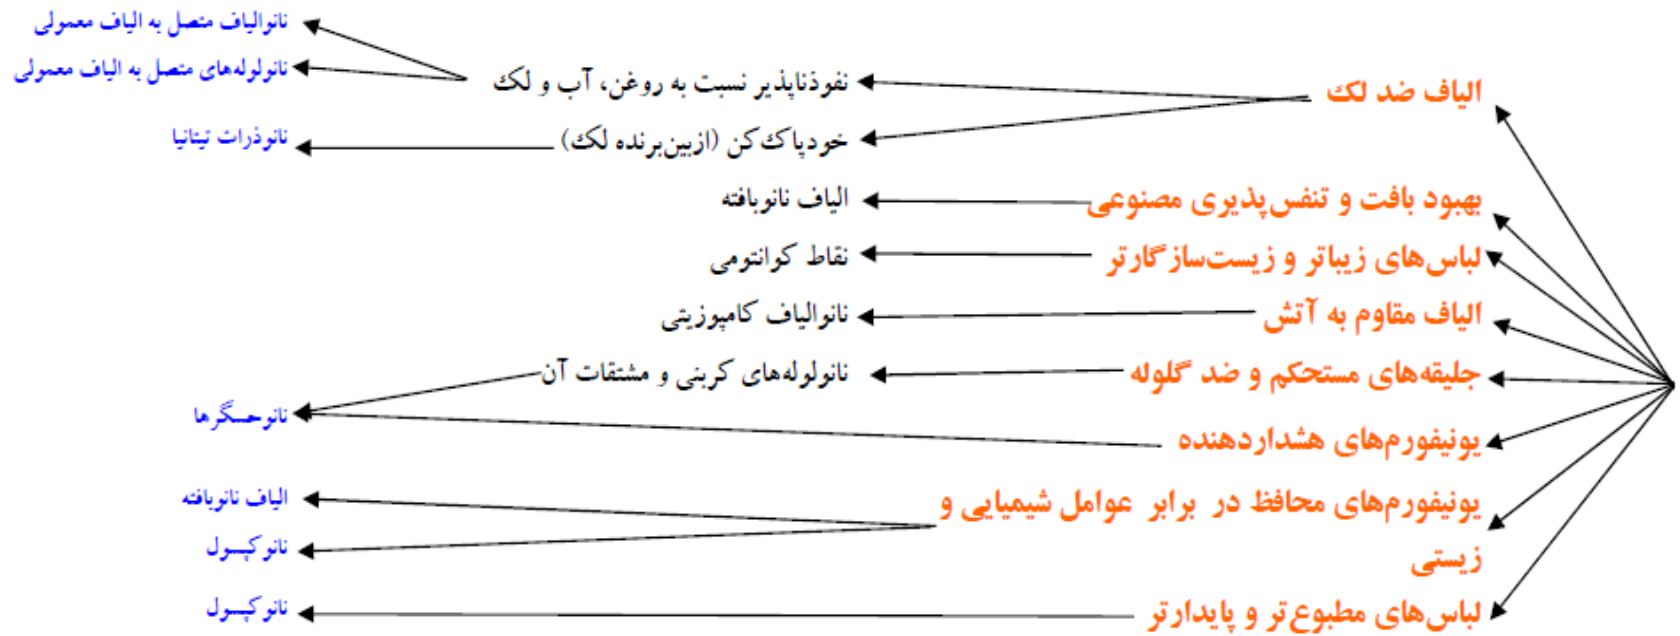 نانوالیاف متصل به الیاف معمولی
نانولوله‌های متصل به الیاف معمولی
الیاف ضد لک
نفوذناپذیر نسبت به روغن، آب و لک
خودپاک‌کن (ازبین‌برنده لک)
نانوذرات تیتانیا
بهبود بافت و تنفس‌پذیری مصنوعی
الیاف نانوبافته
لباس‌های زیباتر و زیست‌سازگارتر
نقاط کوانتومی
الیاف مقاوم به آتش
نانوالیاف کامپوزیتی
جلیقه‌های مستحکم و ضد گلوله
نانولوله‌های کربنی و مشتقات آن
نانوحسگرها
یونیفورم‌های هشداردهنده
یونیفورم‌های محافظ در برابر عوامل شیمیایی و
زیستی
الیاف نانوبافته
نانوکپسول
لباس‌های مطبوع‌تر و پایدارتر
نانوکپسول